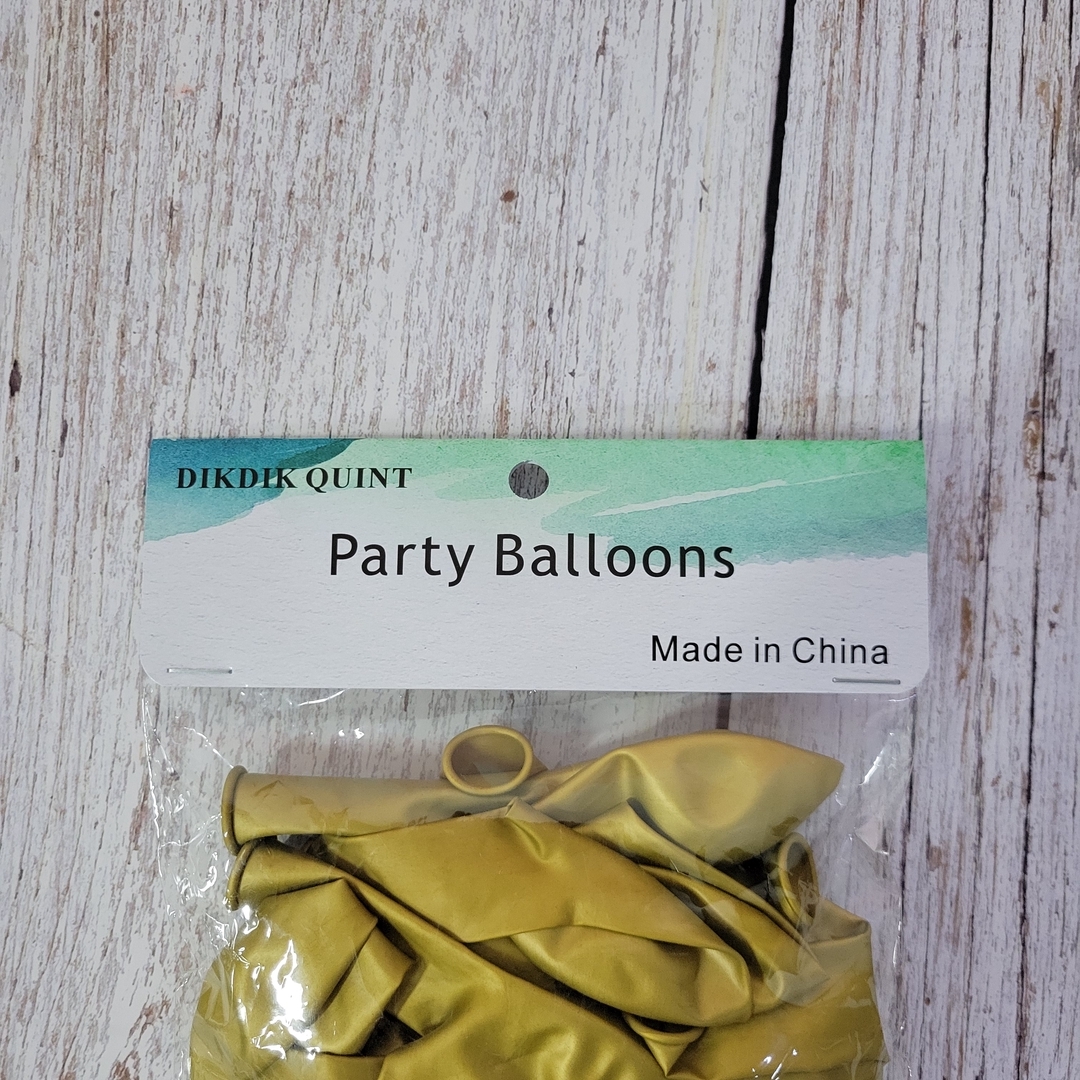 DIKDIK QUINT
Party Balloons
Made in China